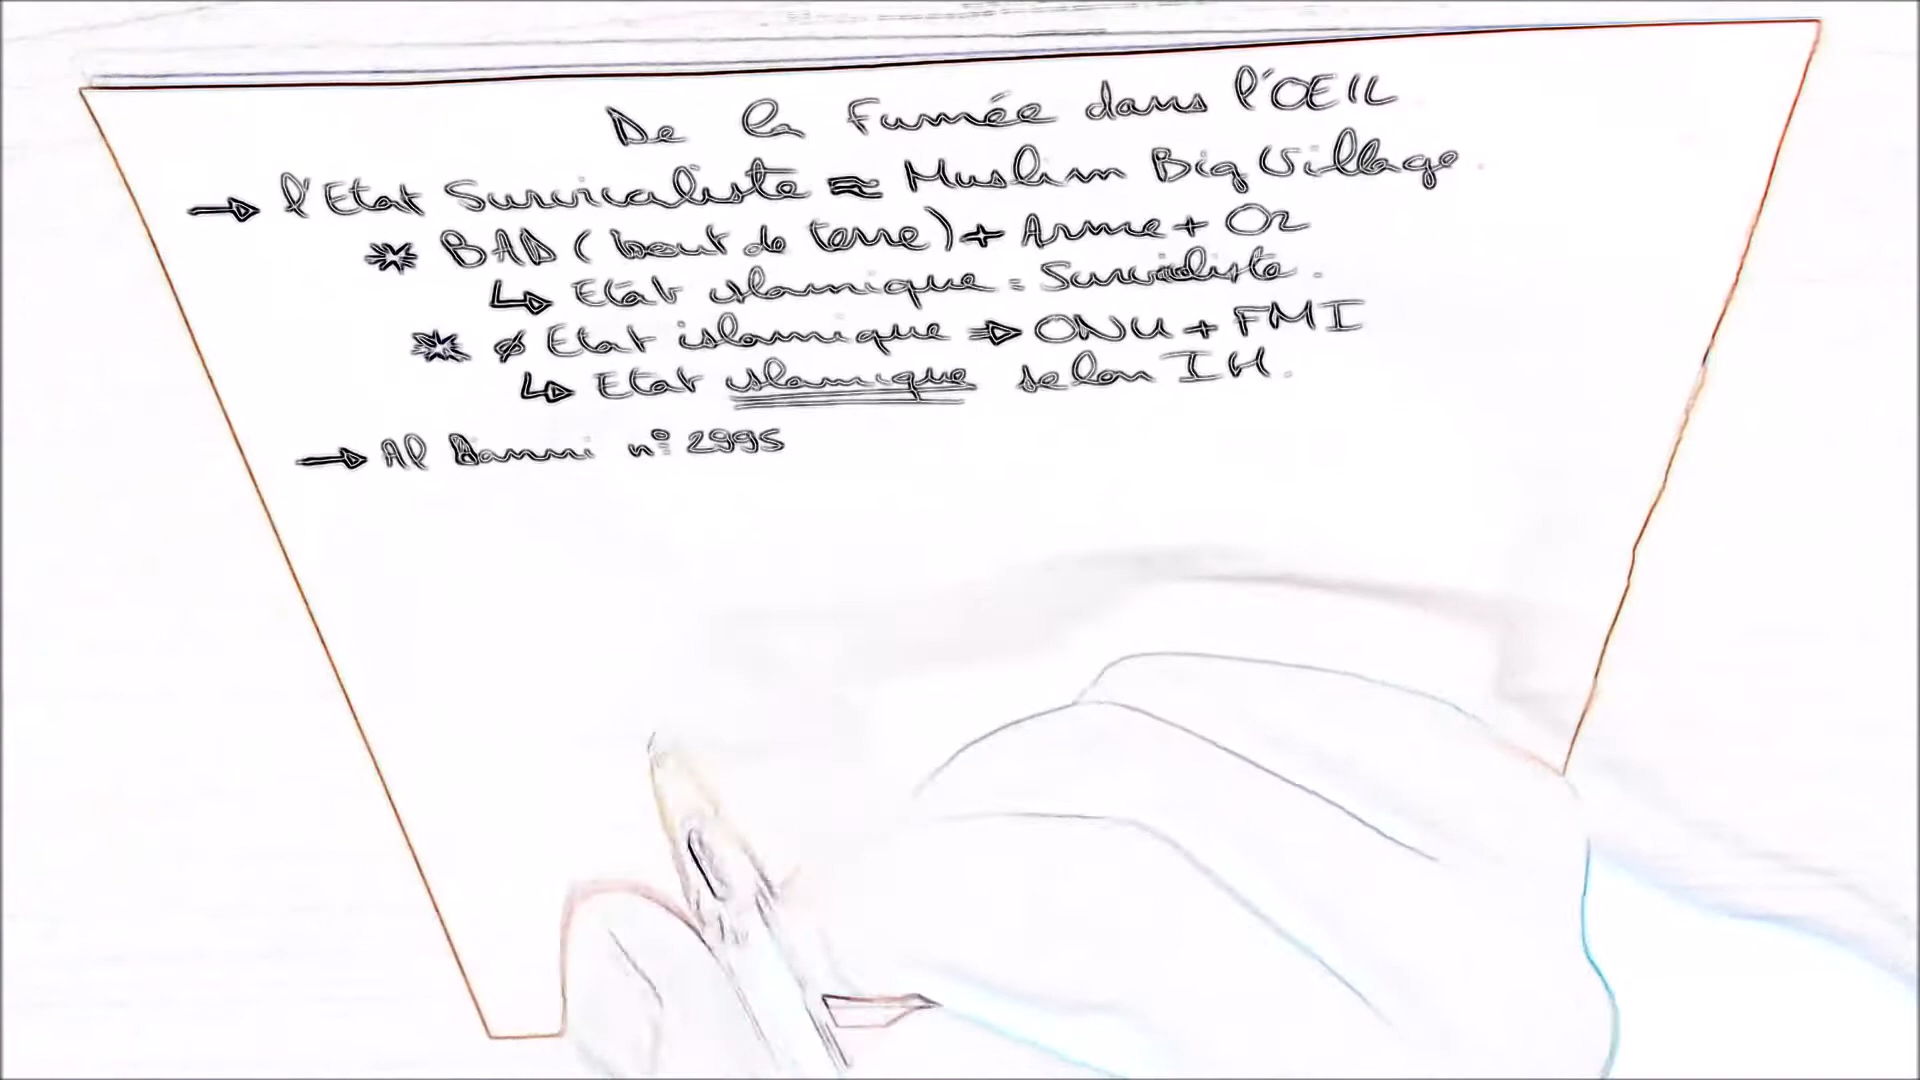 De la Fumée dans l'OEIL
→ l'Etat Survivaliste ≈ Muslim Big Village.
* BAD (bout de terre) + Arme + Or
↳ Etat islamique = Survivaliste.
* ∅ Etat islamique ⇒ ONU + FMI
↳ Etat islamique selon IH.
→ Al Banni n° 2995